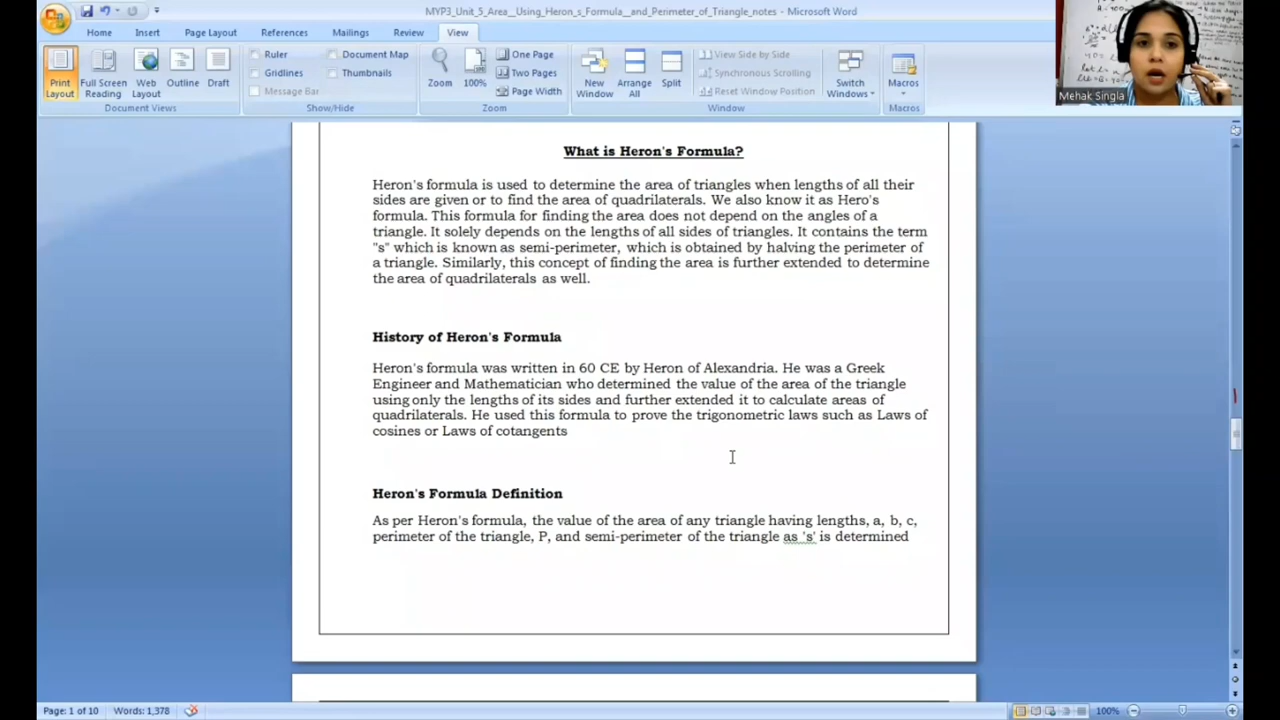 MYP3_Unit_5_Area__Using_Heron_s_Formula__and_Perimeter_of_Triangle_notes - Microsoft Word
Home Insert Page Layout References Mailings Review View
Print Layout
Full Screen Reading
Web Layout
Outline
Draft
Document Views
Ruler
Gridlines
Message Bar
Document Map
Thumbnails
Show/Hide
Zoom
100%
One Page
Two Pages
Page Width
Zoom
New Window
Arrange All
Split
View Side by Side
Synchronous Scrolling
Reset Window Position
Switch Windows
Window
Macros
Macros
Mehak Singla
What is Heron's Formula?
Heron's formula is used to determine the area of triangles when lengths of all their
sides are given or to find the area of quadrilaterals. We also know it as Hero's
formula. This formula for finding the area does not depend on the angles of a
triangle. It solely depends on the lengths of all sides of triangles. It contains the term
"s" which is known as semi-perimeter, which is obtained by halving the perimeter of
a triangle. Similarly, this concept of finding the area is further extended to determine
the area of quadrilaterals as well.
History of Heron's Formula
Heron's formula was written in 60 CE by Heron of Alexandria. He was a Greek
Engineer and Mathematician who determined the value of the area of the triangle
using only the lengths of its sides and further extended it to calculate areas of
quadrilaterals. He used this formula to prove the trigonometric laws such as Laws of
cosines or Laws of cotangents
Heron's Formula Definition
As per Heron's formula, the value of the area of any triangle having lengths, a, b, c,
perimeter of the triangle, P, and semi-perimeter of the triangle as 's' is determined
Page: 1 of 10 Words: 1,378
100%